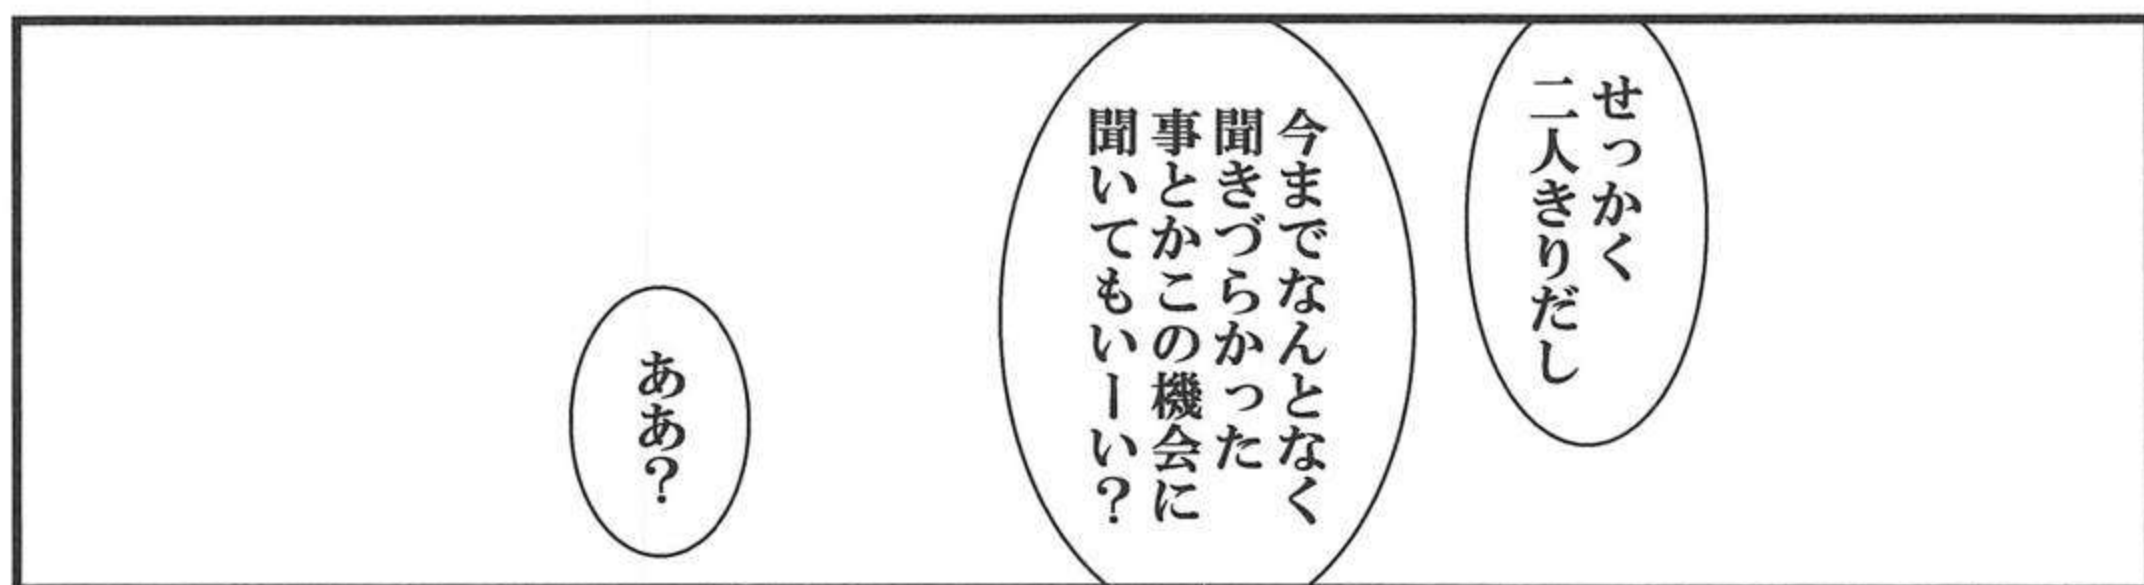 せっかく
二人きりだし
今までなんとなく
聞きづらかった
事とかこの機会に
聞いてもいーい?
ああ?